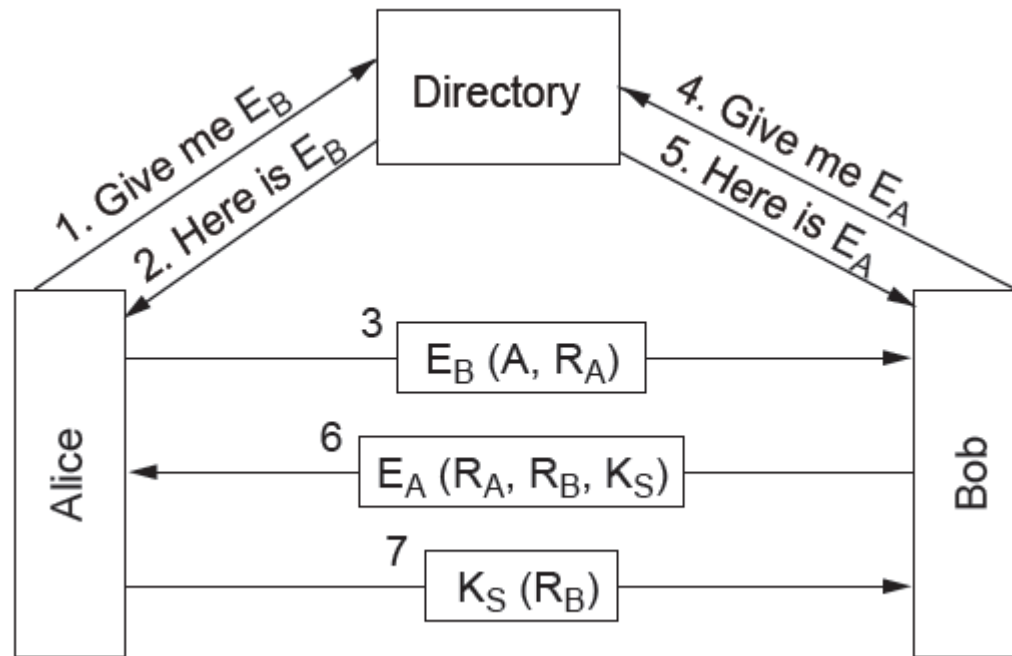 Directory
1. Give me E_B
2. Here is E_B
4. Give me E_A
5. Here is E_A
Alice
3
E_B (A, R_A)
6
E_A (R_A, R_B, K_S)
7
K_S (R_B)
Bob